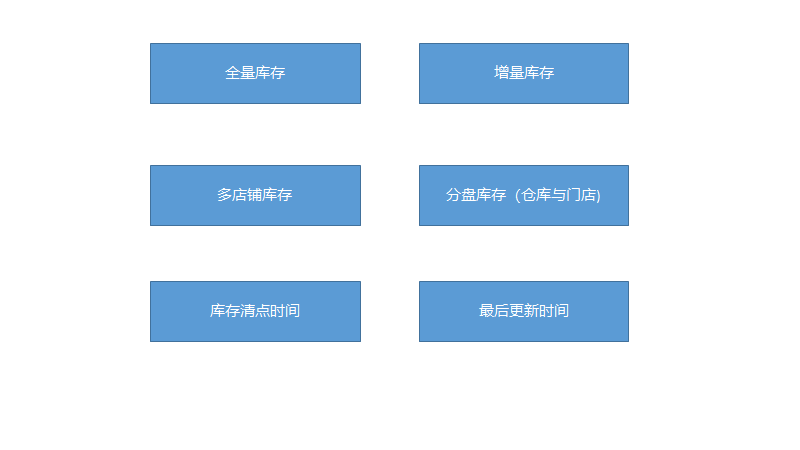 全量库存
增量库存
多店铺库存
分盘库存（仓库与门店)
库存清点时间
最后更新时间